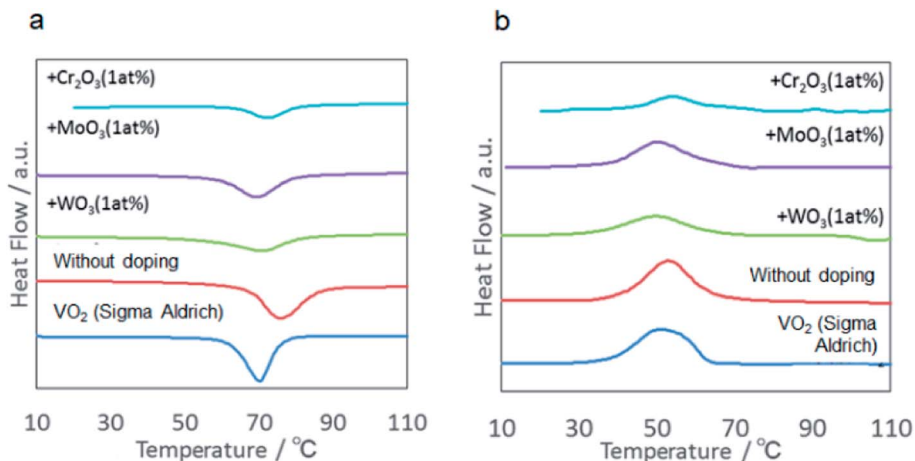 a
Heat Flow / a.u.
+Cr₂O₃(1at%)
+MoO₃(1at%)
+WO₃(1at%)
Without doping
VO₂ (Sigma Aldrich)
10 30 50 70 90 110
Temperature / °C
b
Heat Flow / a.u.
+Cr₂O₃(1at%)
+MoO₃(1at%)
+WO₃(1at%)
Without doping
VO₂ (Sigma
Aldrich)
10 30 50 70 90 110
Temperature / °C